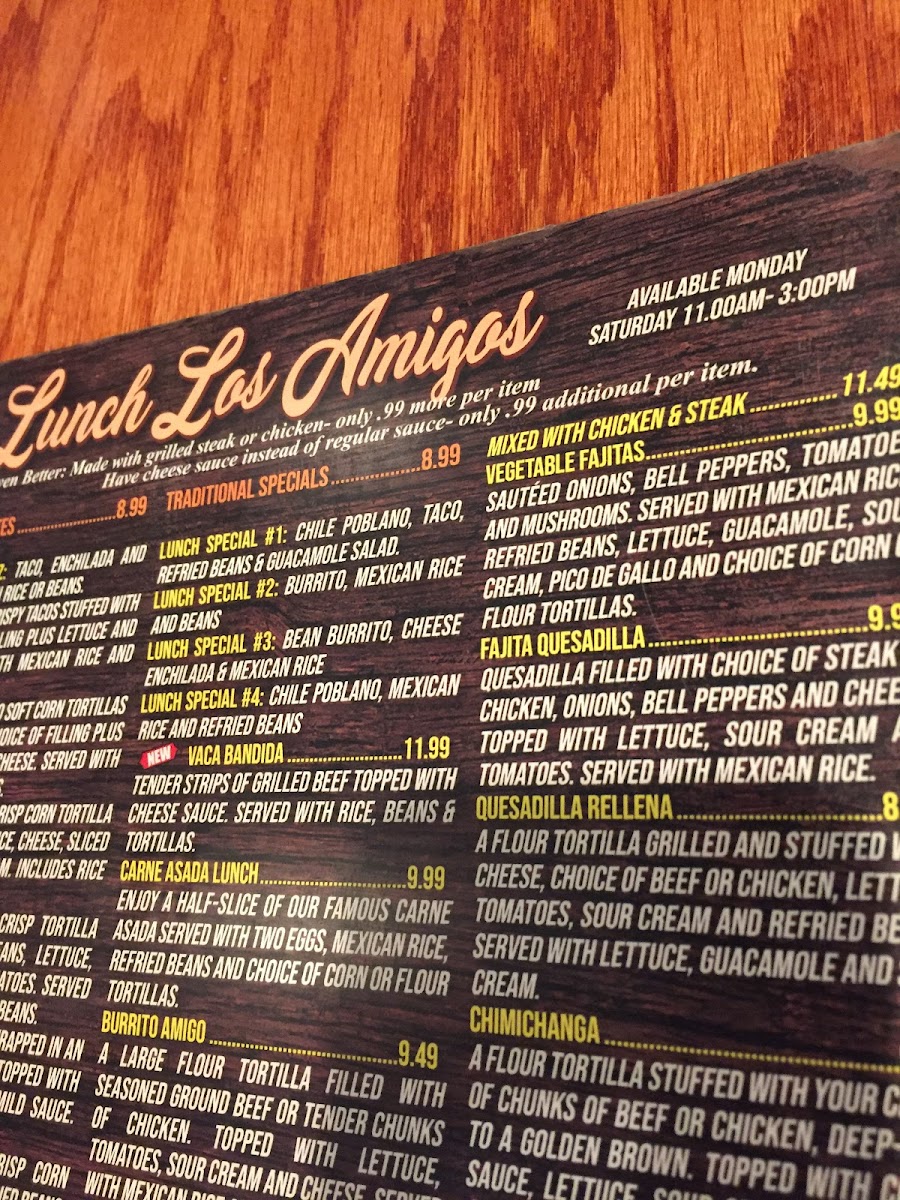 Lunch Los Amigos
AVAILABLE MONDAY
SATURDAY 11.00AM- 3:00PM
Better: Made with grilled steak or chicken- only .99 more per item
Have cheese sauce instead of regular sauce- only .99 additional per item.
8.99
TACO, ENCHILADA AND
RICE OR BEANS.
TACOS STUFFED WITH
PLUS LETTUCE AND
MEXICAN RICE AND
SOFT CORN TORTILLAS
OF FILLING PLUS
CHEESE. SERVED WITH
CORN TORTILLA
CHEESE, SLICED
INCLUDES RICE
CRISP TORTILLA
LETTUCE,
SERVED
BEANS.
IN AN
TOPPED WITH
MILD SAUCE.
CORN
TRADITIONAL SPECIALS ............... 8.99
LUNCH SPECIAL #1: CHILE POBLANO, TACO,
REFRIED BEANS & GUACAMOLE SALAD.
LUNCH SPECIAL #2: BURRITO, MEXICAN RICE
AND BEANS
LUNCH SPECIAL #3: BEAN BURRITO, CHEESE
ENCHILADA & MEXICAN RICE
LUNCH SPECIAL #4: CHILE POBLANO, MEXICAN
RICE AND REFRIED BEANS
NEW VACA BANDIDA ............... 11.99
TENDER STRIPS OF GRILLED BEEF TOPPED WITH
CHEESE SAUCE. SERVED WITH RICE, BEANS &
TORTILLAS.
CARNE ASADA LUNCH ............... 9.99
ENJOY A HALF-SLICE OF OUR FAMOUS CARNE
ASADA SERVED WITH TWO EGGS, MEXICAN RICE,
REFRIED BEANS AND CHOICE OF CORN OR FLOUR
TORTILLAS.
BURRITO AMIGO ............... 9.49
A LARGE FLOUR TORTILLA FILLED WITH
SEASONED GROUND BEEF OR TENDER CHUNKS
OF CHICKEN. TOPPED WITH LETTUCE,
TOMATOES, SOUR CREAM AND CHEESE. SERVED
WITH MEXICAN
MIXED WITH CHICKEN & STEAK ............... 11.49
VEGETABLE FAJITAS ............... 9.99
SAUTÉED ONIONS, BELL PEPPERS,
AND MUSHROOMS. SERVED WITH MEXICAN
REFRIED BEANS, LETTUCE, GUACAMOLE,
CREAM, PICO DE GALLO AND CHOICE OF CORN
FLOUR TORTILLAS.
FAJITA QUESADILLA ...............
QUESADILLA FILLED WITH CHOICE OF STEAK
CHICKEN, ONIONS, BELL PEPPERS AND
TOPPED WITH LETTUCE, SOUR CREAM
TOMATOES. SERVED WITH MEXICAN RICE.
QUESADILLA RELLENA ...............
A FLOUR TORTILLA GRILLED AND STUFFED
CHEESE, CHOICE OF BEEF OR CHICKEN,
TOMATOES, SOUR CREAM AND REFRIED
SERVED WITH LETTUCE, GUACAMOLE AND
CREAM.
CHIMICHANGA ...............
A FLOUR TORTILLA STUFFED WITH YOUR
OF CHUNKS OF BEEF OR CHICKEN, DEEP-
TO A GOLDEN BROWN. TOPPED WITH
SAUCE, LETTUCE,